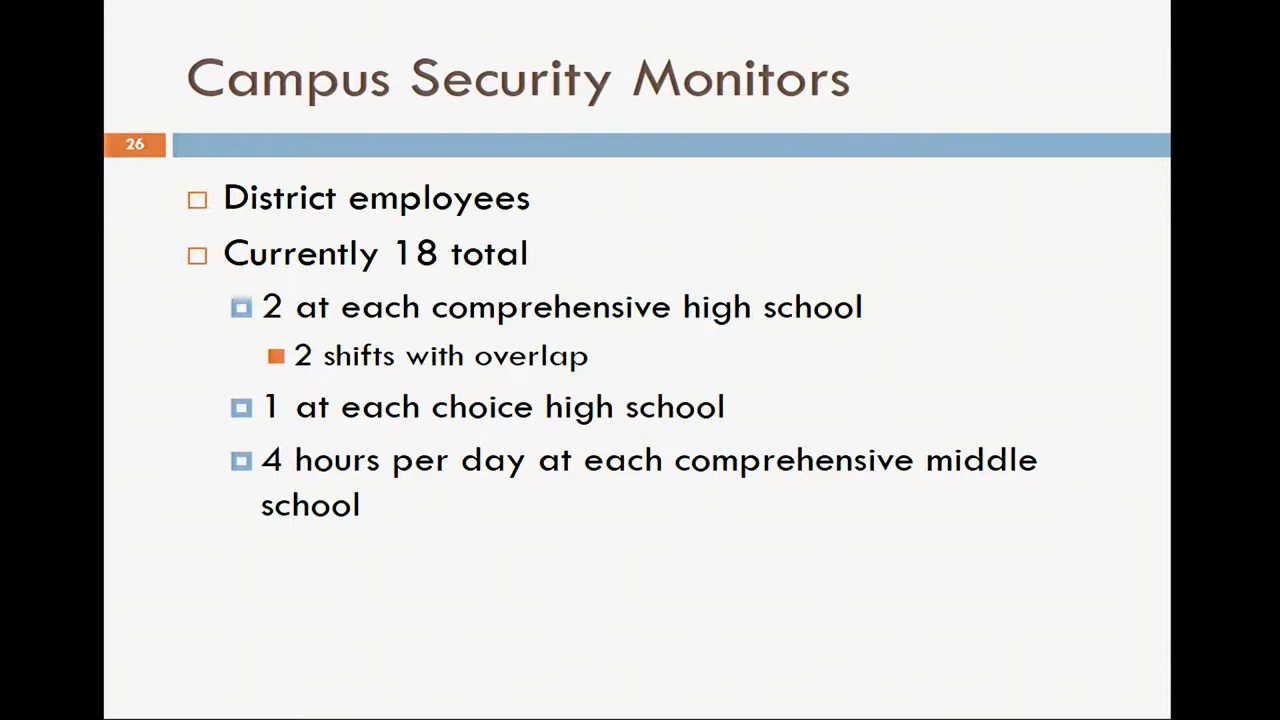 Campus Security Monitors
26
District employees
Currently 18 total
2 at each comprehensive high school
2 shifts with overlap
1 at each choice high school
4 hours per day at each comprehensive middle
school